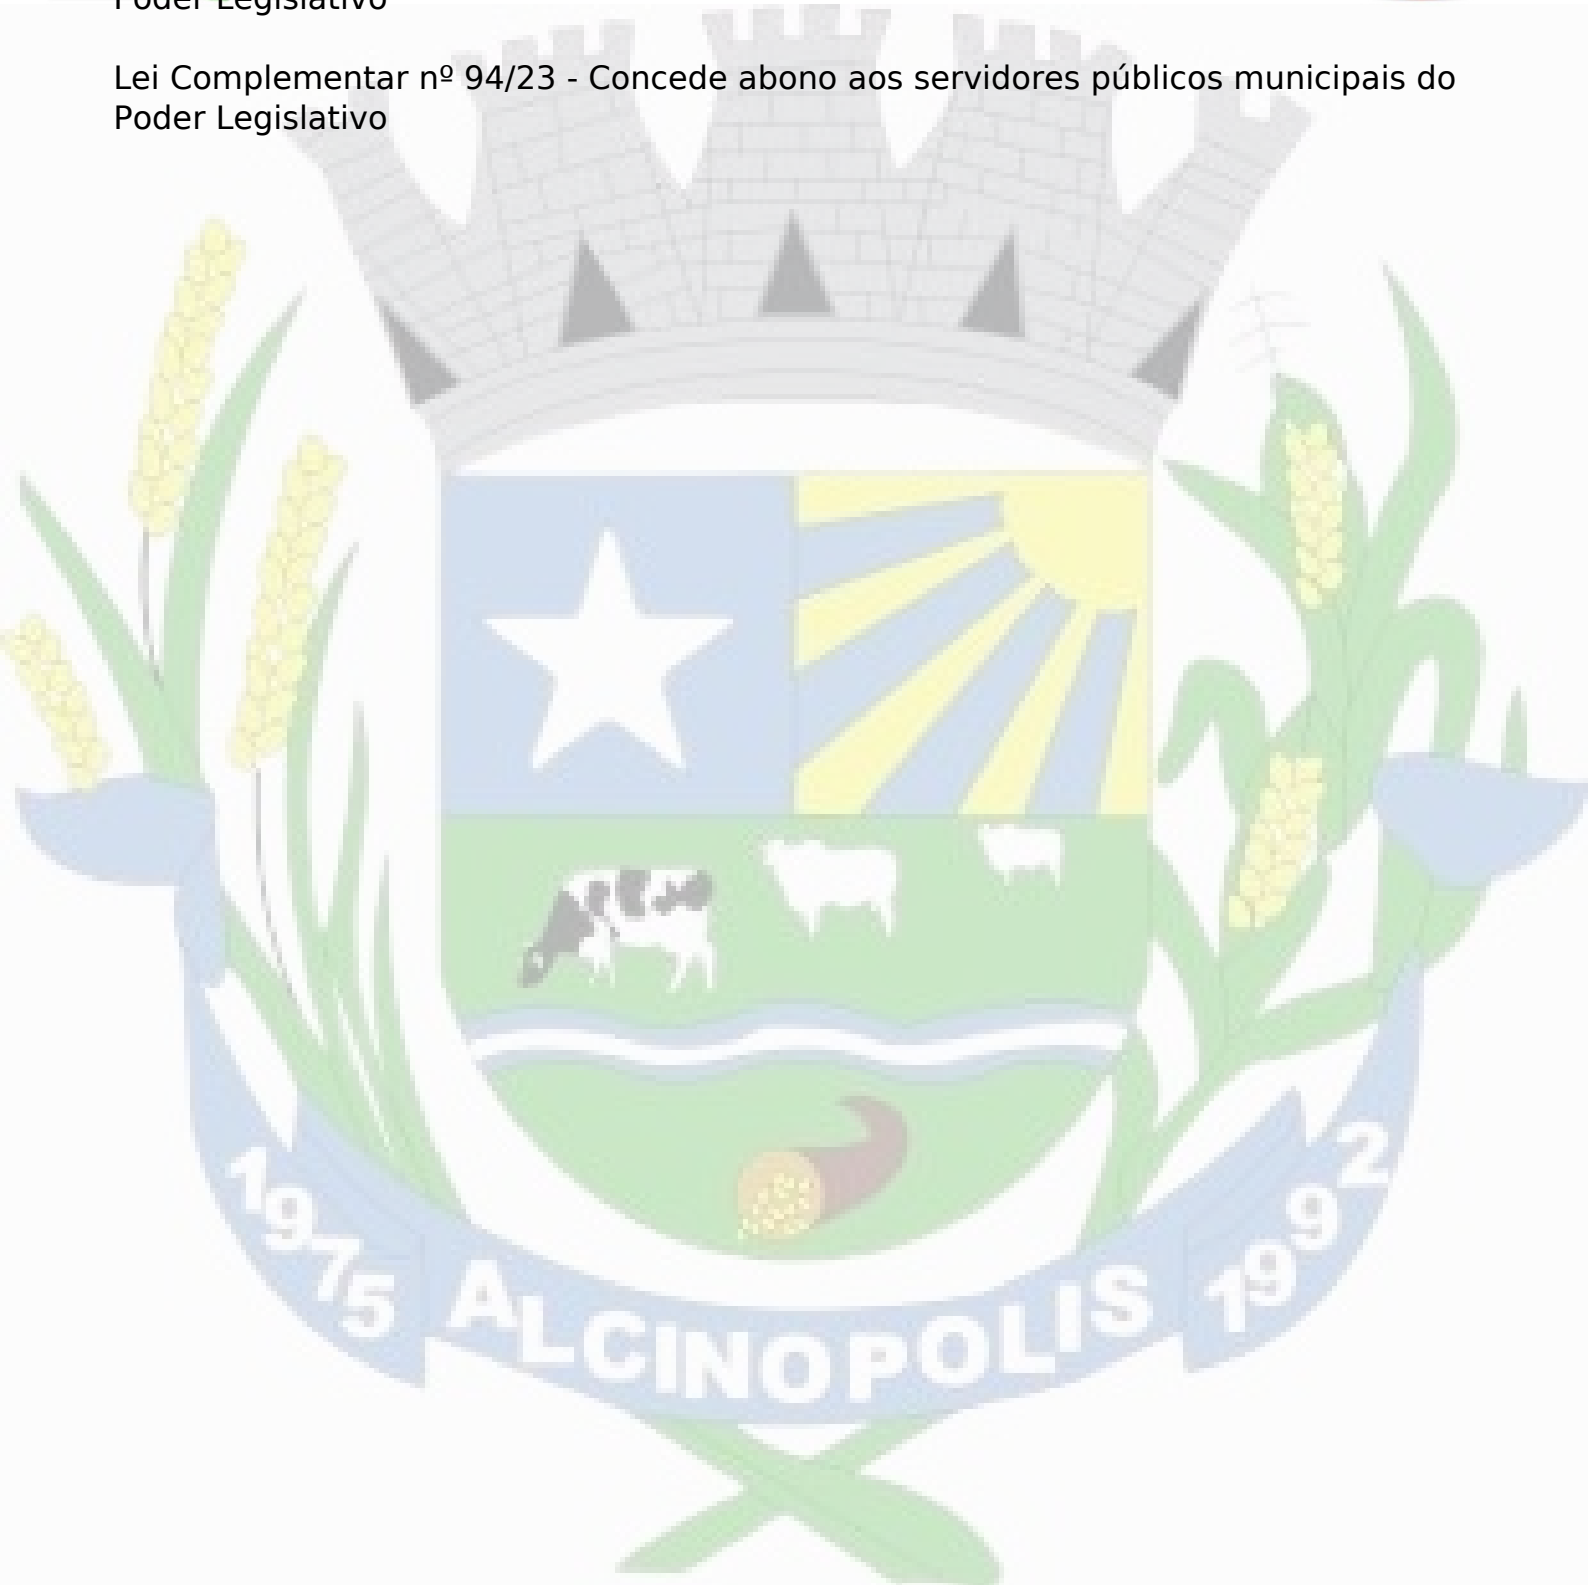 Poder Legislativo
Lei Complementar nº 94/23 - Concede abono aos servidores públicos municipais do
Poder Legislativo
1975
ALCINOPOLIS
1992